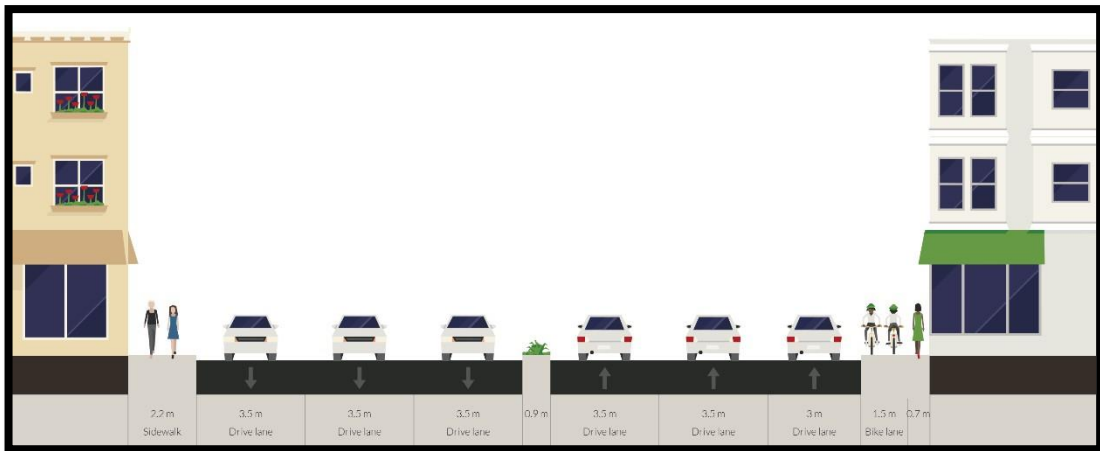 2.2 m
Sidewalk
3.5 m
Drive lane
3.5 m
Drive lane
3.5 m
Drive lane
0.9 m
3.5 m
Drive lane
3.5 m
Drive lane
3 m
Drive lane
1.5 m
Bike lane
0.7 m